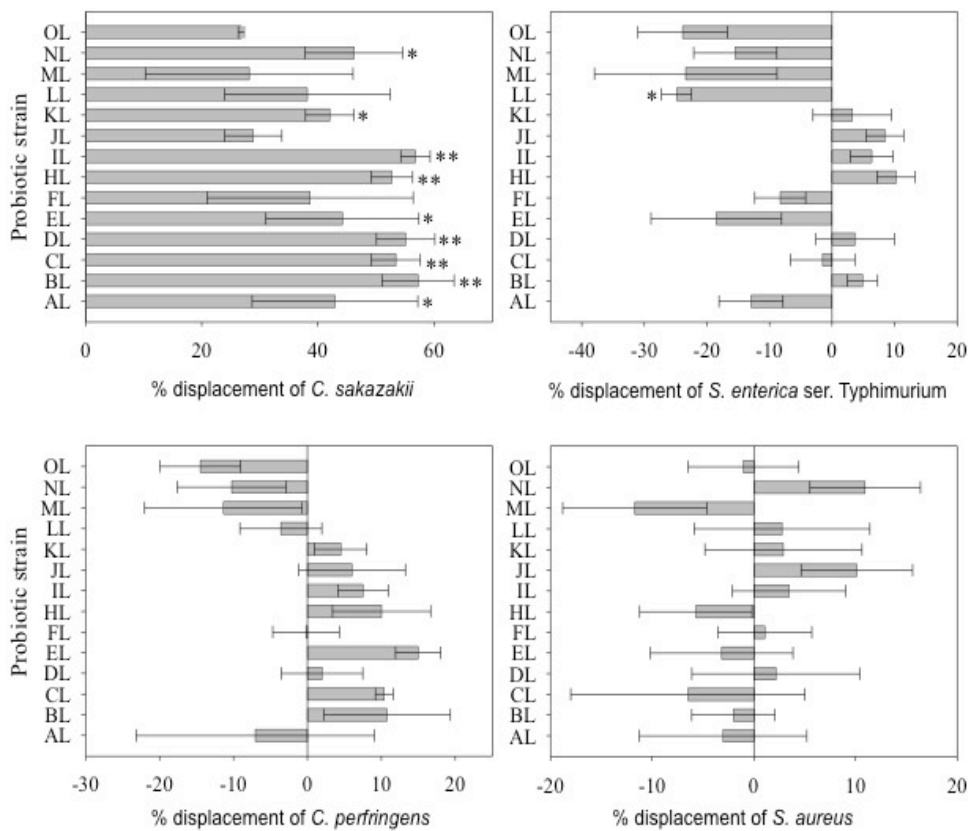 Probiotic strain
OL
NL *
ML
LL
KL *
JL
IL **
HL **
FL
EL *
DL **
CL **
BL **
AL *
0 20 40 60
% displacement of C. sakazakii
OL
NL
ML
* LL
KL
JL
IL
HL
FL
EL
DL
CL
BL
AL
-40 -30 -20 -10 0 10 20
% displacement of S. enterica ser. Typhimurium
Probiotic strain
OL
NL
ML
LL
KL
JL
IL
HL
FL
EL
DL
CL
BL
AL
-30 -20 -10 0 10 20
% displacement of C. perfringens
OL
NL
ML
LL
KL
JL
IL
HL
FL
EL
DL
CL
BL
AL
-20 -10 0 10 20
% displacement of S. aureus